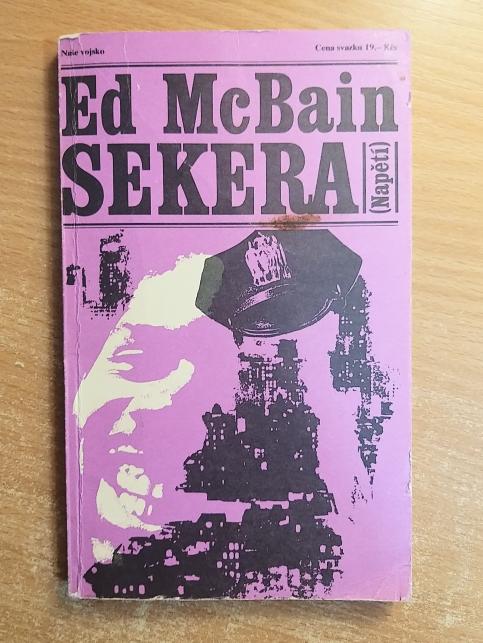 Naše vojsko
Cena svazku 19.– Kčs
Ed McBain
SEKERA
(Napětí)